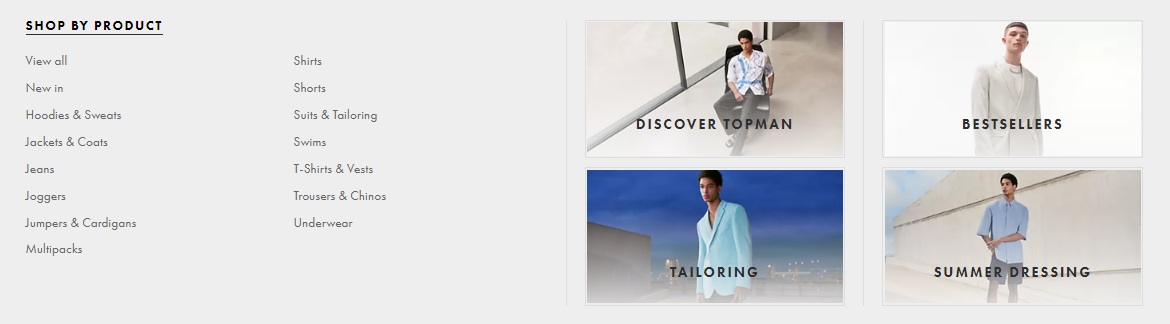 SHOP BY PRODUCT
View all
New in
Hoodies & Sweats
Jackets & Coats
Jeans
Joggers
Jumpers & Cardigans
Multipacks
Shirts
Shorts
Suits & Tailoring
Swims
T-Shirts & Vests
Trousers & Chinos
Underwear
DISCOVER TOPMAN
BESTSELLERS
TAILORING
SUMMER DRESSING